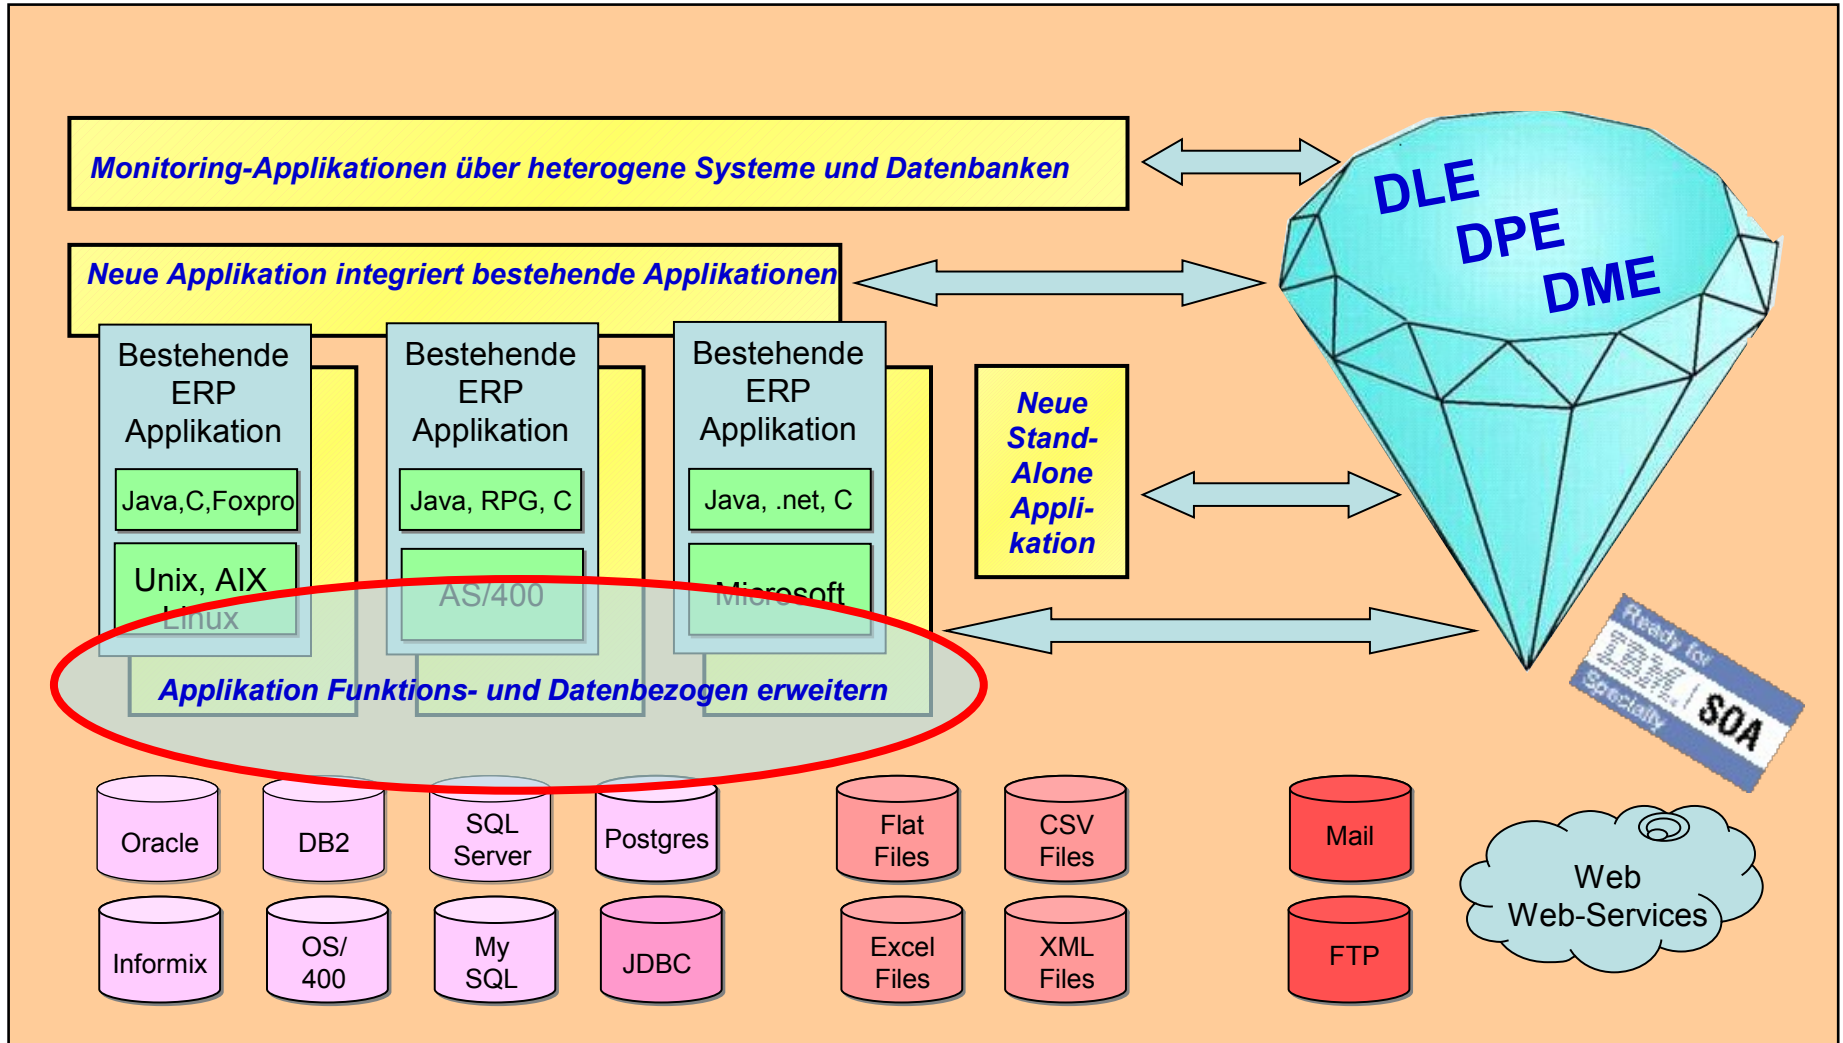 Monitoring-Applikationen über heterogene Systeme und Datenbanken
DLE
DPE
DME
Neue Applikation integriert bestehende Applikationen
Bestehende
ERP
Applikation
Java,C,Foxpro
Unix, AIX
Linux
Bestehende
ERP
Applikation
Java, RPG, C
AS/400
Bestehende
ERP
Applikation
Java, .net, C
Microsoft
Neue
Stand-
Alone
Appli-
kation
Applikation Funktions- und Datenbezogen erweitern
Ready for
IBM
SOA
Specialty
Oracle
DB2
SQL
Server
Postgres
Flat
Files
CSV
Files
Mail
Web
Web-Services
Informix
OS/
400
My
SQL
JDBC
Excel
Files
XML
Files
FTP